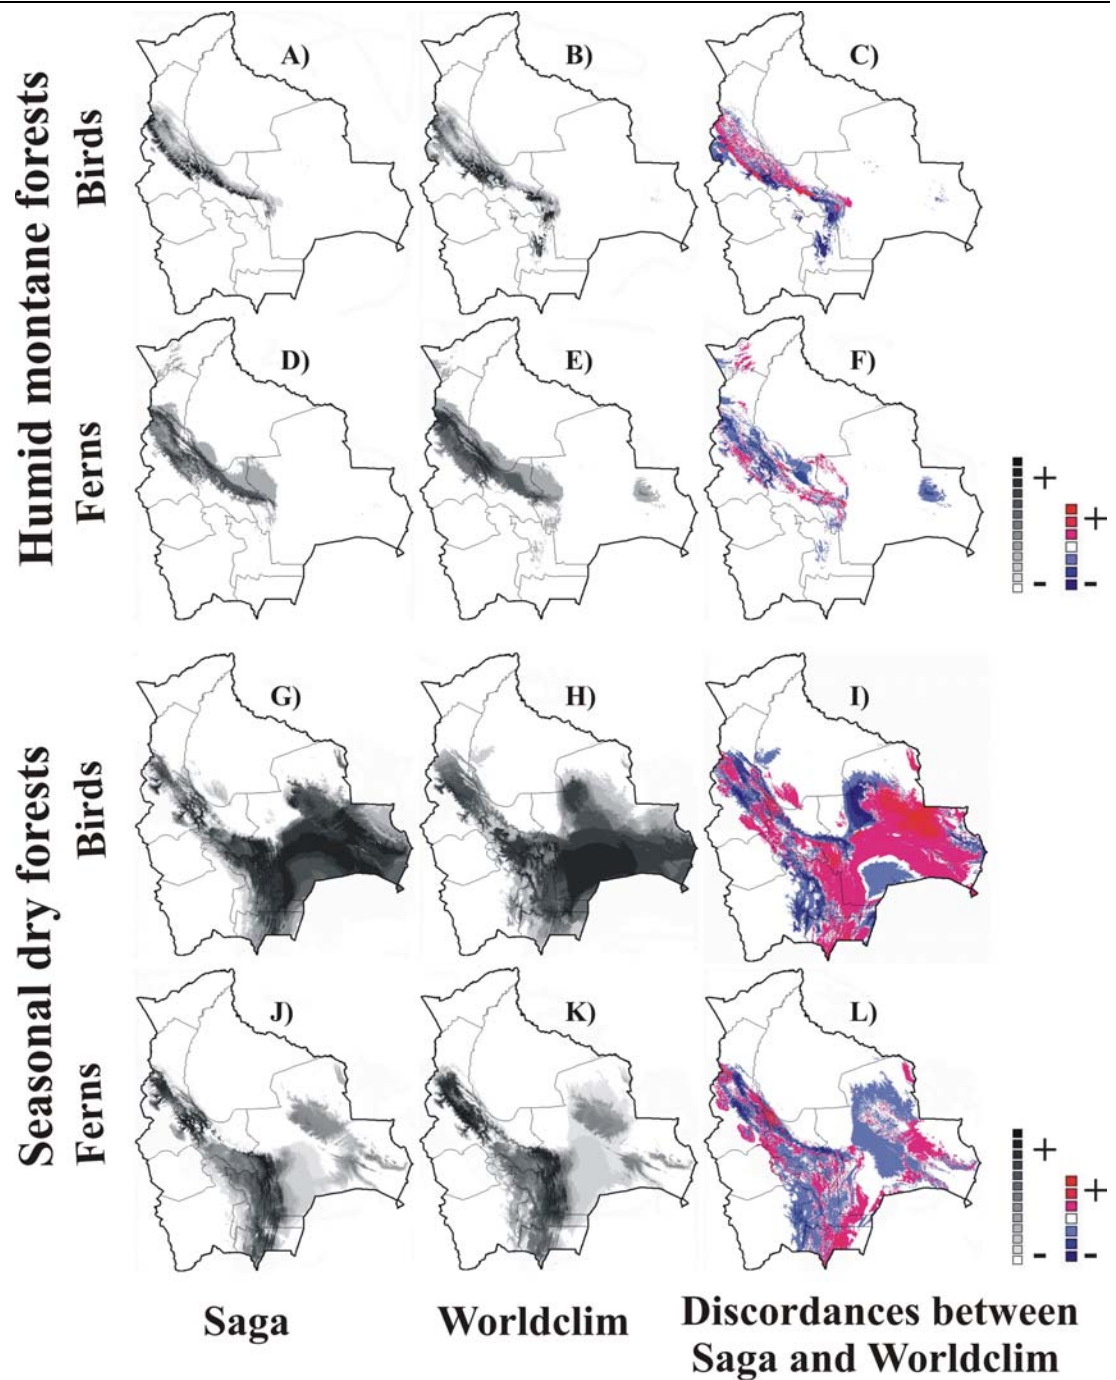 Humid montane forests
Birds
A)
B)
C)
Ferns
D)
E)
F)
+
+
-
-
Seasonal dry forests
Birds
G)
H)
I)
Ferns
J)
K)
L)
+
+
-
-
Saga
Worldclim
Discordances between
Saga and Worldclim